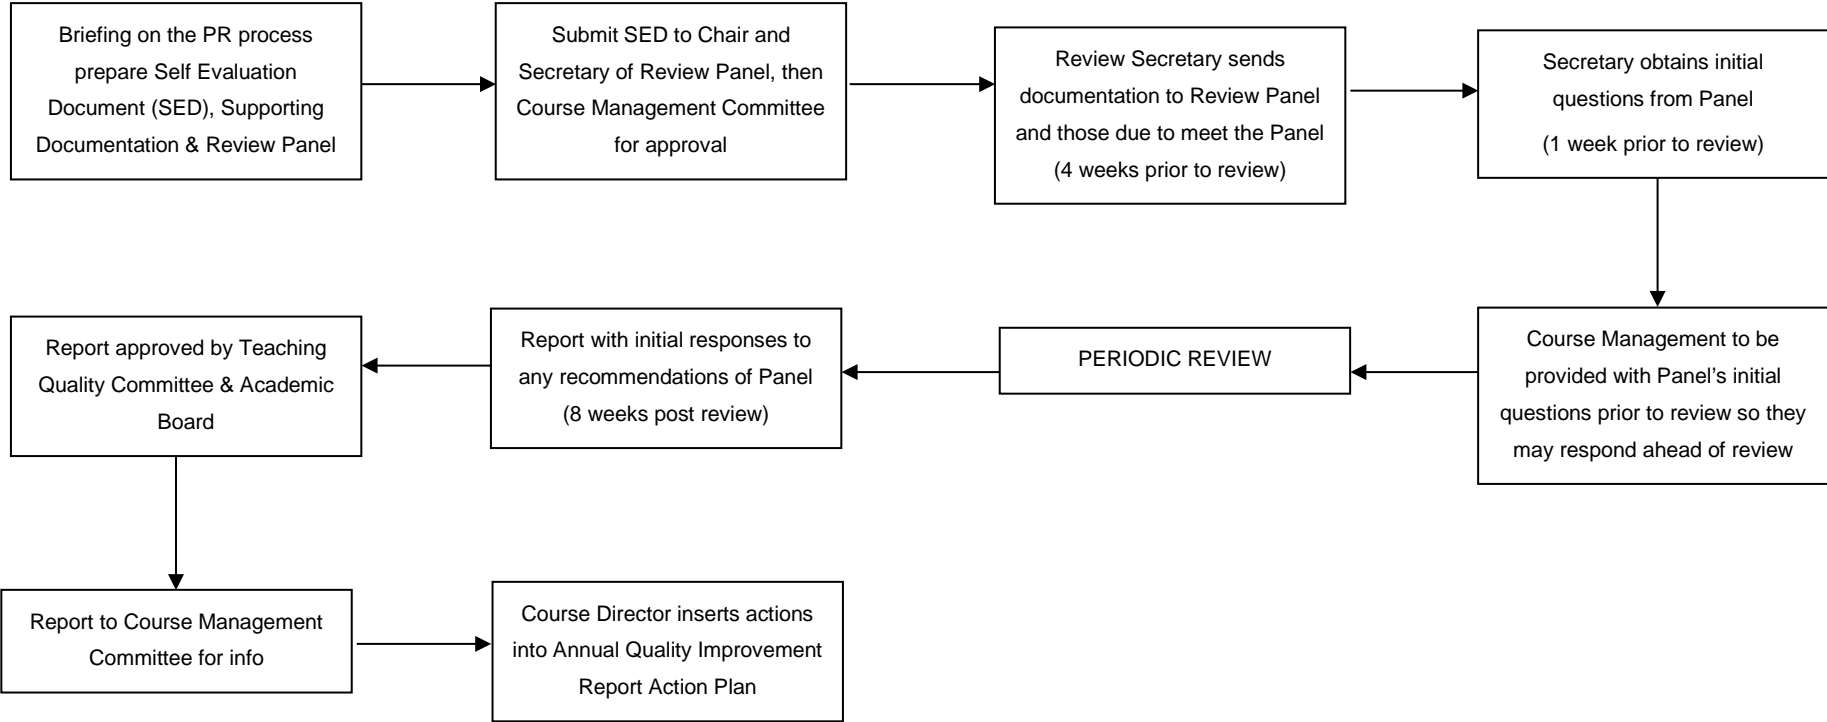 Briefing on the PR process
prepare Self Evaluation
Document (SED), Supporting
Documentation & Review Panel
Submit SED to Chair and
Secretary of Review Panel, then
Course Management Committee
for approval
Review Secretary sends
documentation to Review Panel
and those due to meet the Panel
(4 weeks prior to review)
Secretary obtains initial
questions from Panel
(1 week prior to review)
Course Management to be
provided with Panel’s initial
questions prior to review so they
may respond ahead of review
PERIODIC REVIEW
Report with initial responses to
any recommendations of Panel
(8 weeks post review)
Report approved by Teaching
Quality Committee & Academic
Board
Report to Course Management
Committee for info
Course Director inserts actions
into Annual Quality Improvement
Report Action Plan